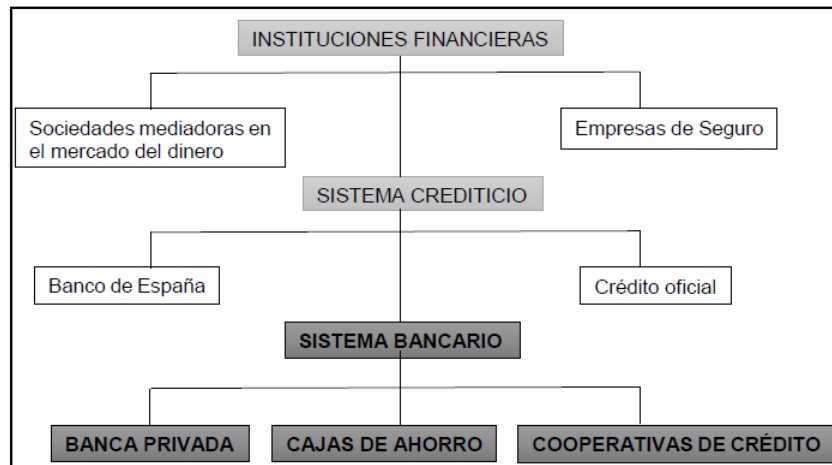 INSTITUCIONES FINANCIERAS
Sociedades mediadoras en
el mercado del dinero
Empresas de Seguro
SISTEMA CREDITICIO
Banco de España
Crédito oficial
SISTEMA BANCARIO
BANCA PRIVADA
CAJAS DE AHORRO
COOPERATIVAS DE CRÉDITO